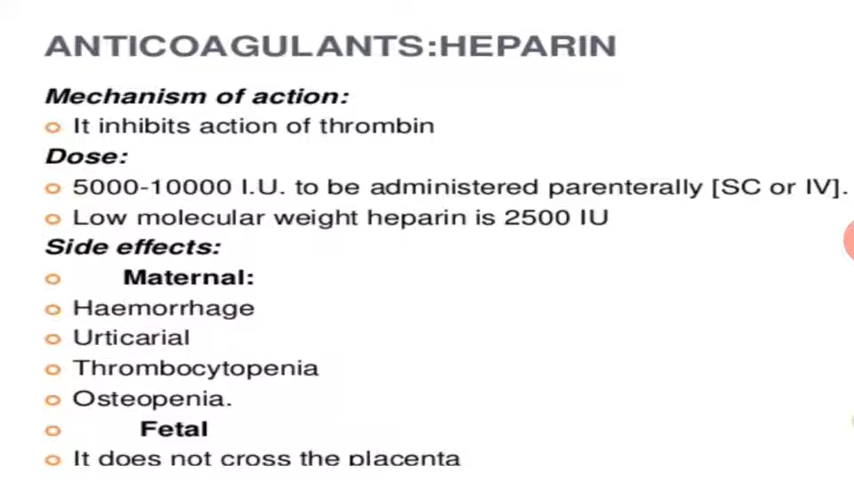 ANTICOAGULANTS:HEPARIN
Mechanism of action:
It inhibits action of thrombin
Dose:
5000-10000 I.U. to be administered parenterally [SC or IV].
Low molecular weight heparin is 2500 IU
Side effects:
Maternal:
Haemorrhage
Urticarial
Thrombocytopenia
Osteopenia.
Fetal
It does not cross the placenta